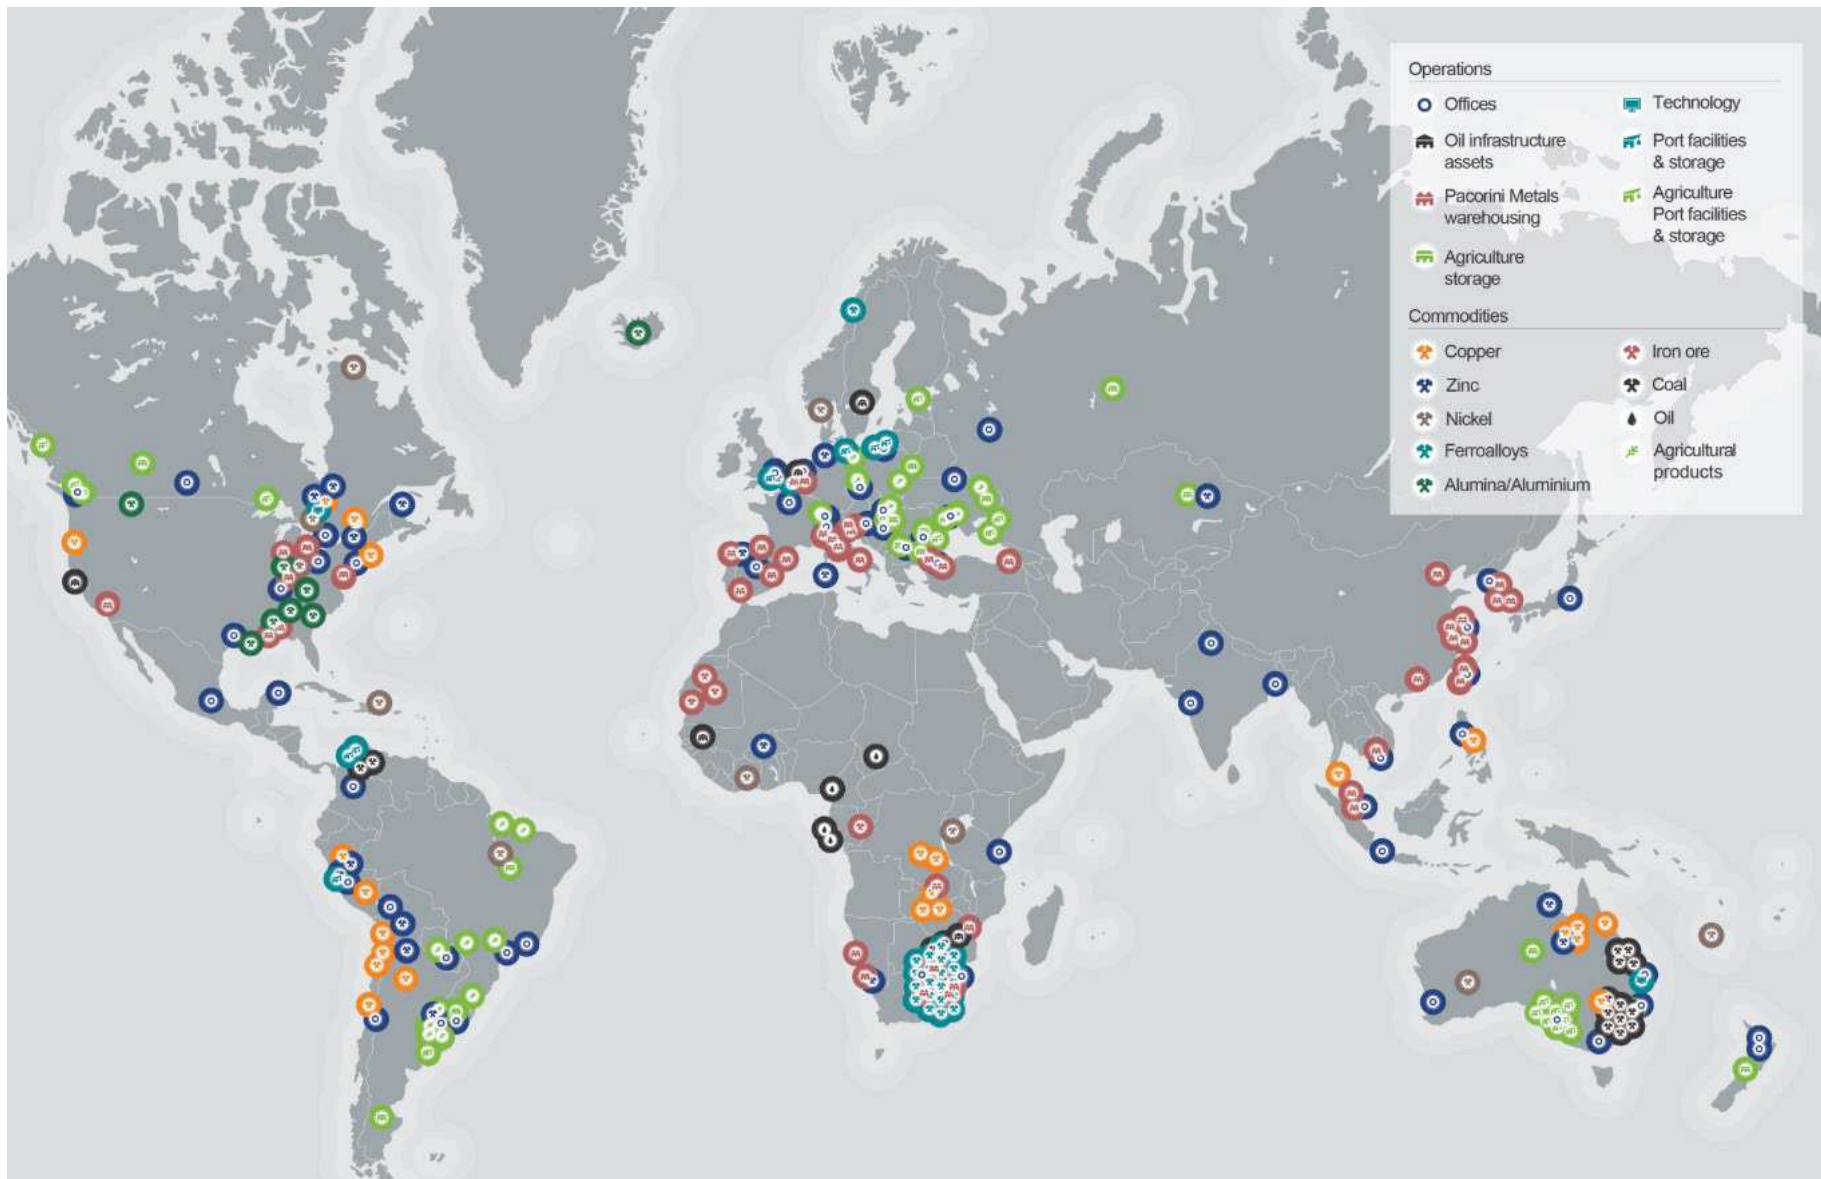 Operations
Offices
Technology
Oil infrastructure
assets
Port facilities
& storage
Pacorini Metals
warehousing
Agriculture
Port facilities
& storage
Agriculture
storage
Commodities
Copper
Iron ore
Zinc
Coal
Nickel
Oil
Ferroalloys
Agricultural
products
Alumina/Aluminium